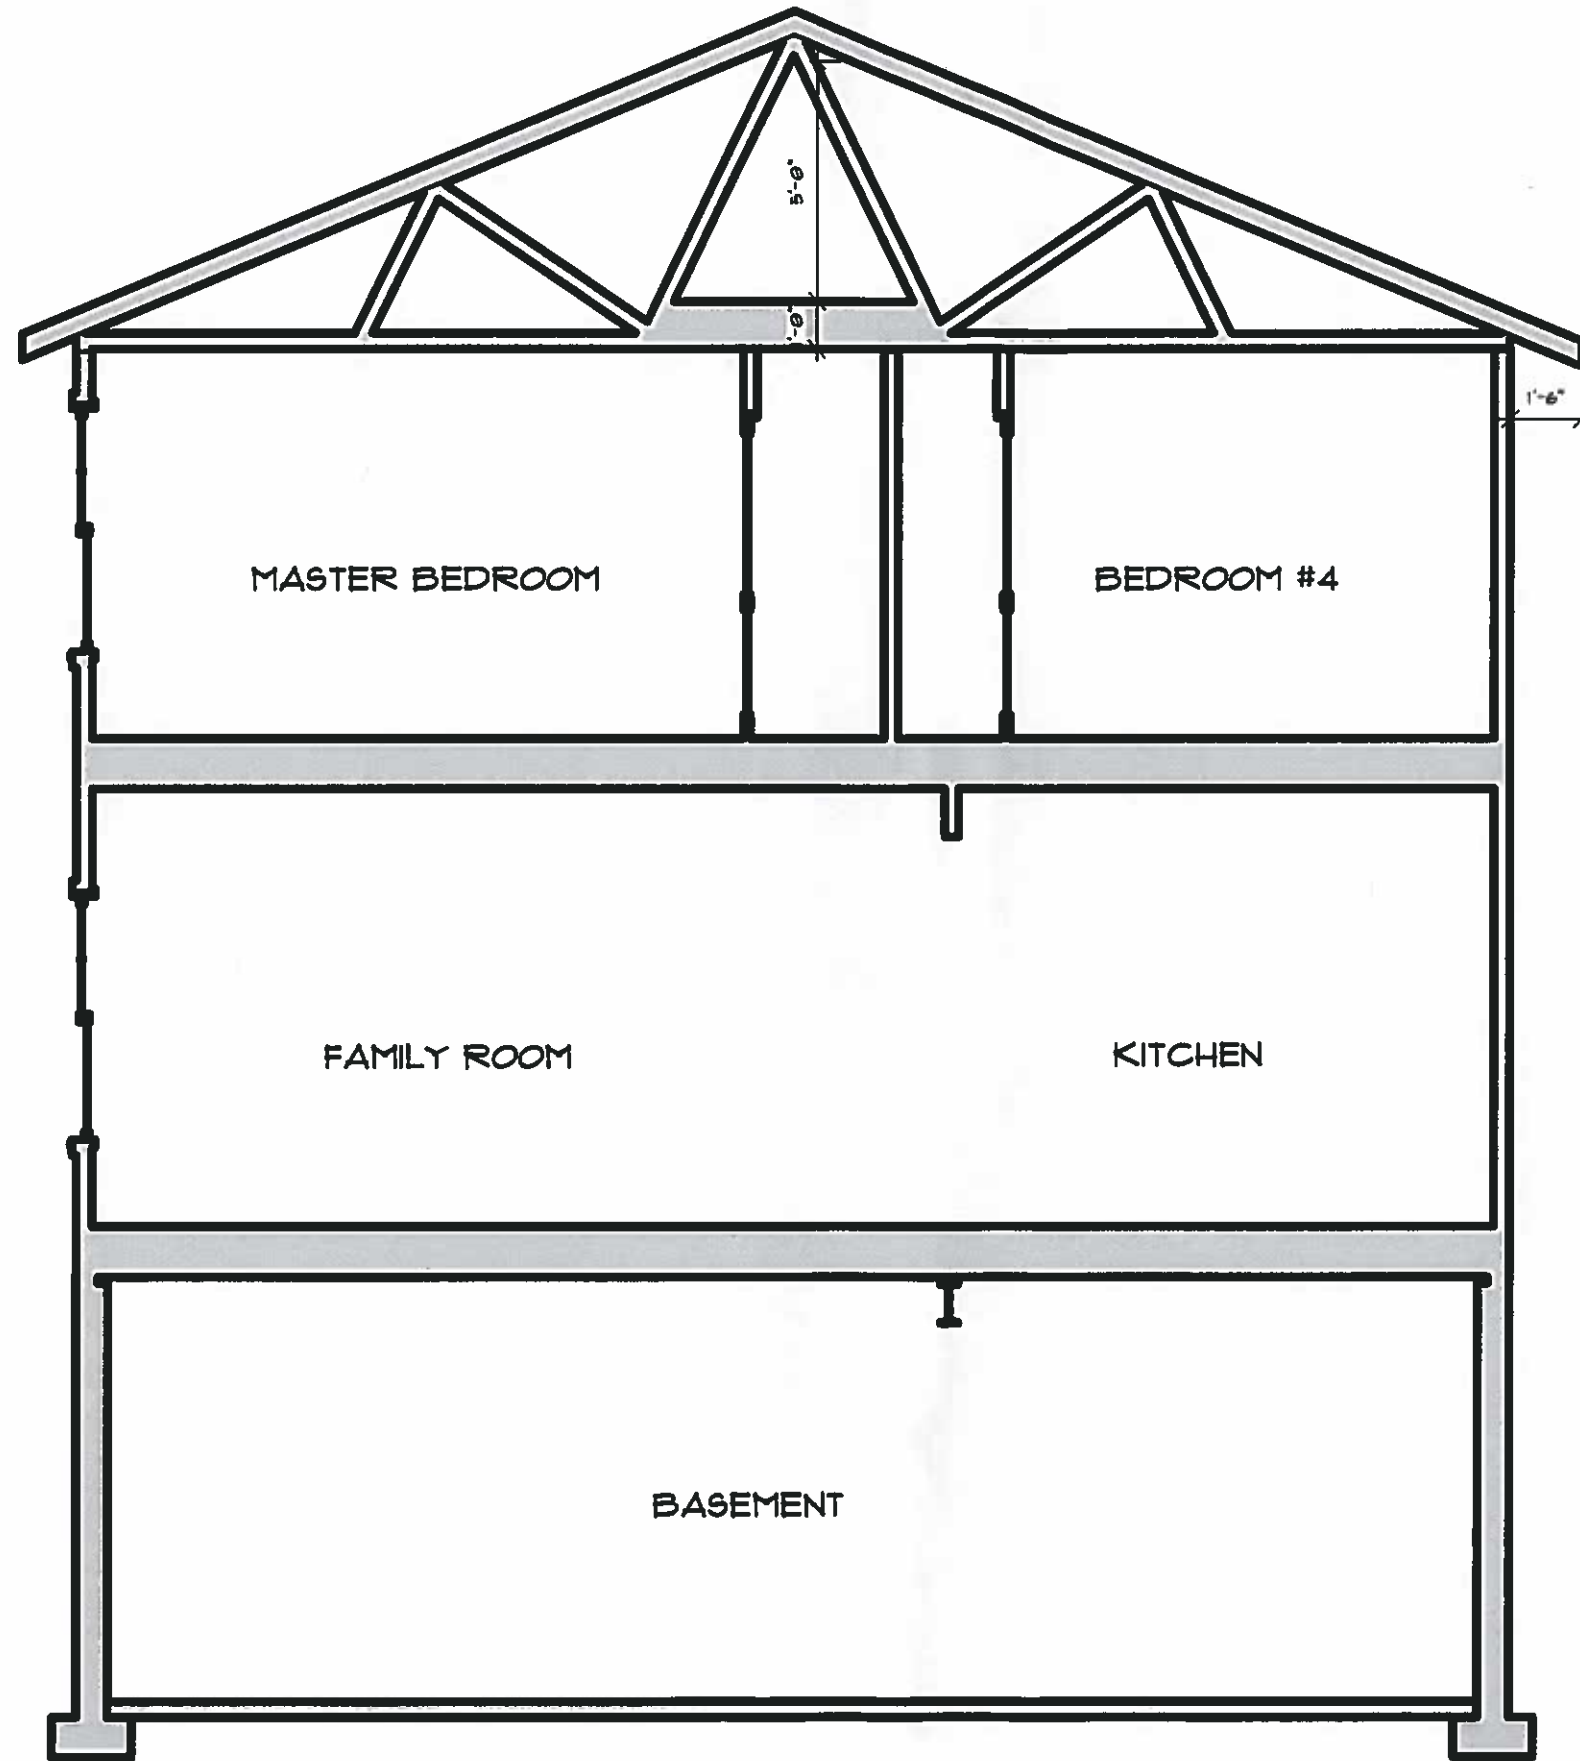 5'-0"
1'-6"
MASTER BEDROOM
BEDROOM #4
FAMILY ROOM
KITCHEN
BASEMENT